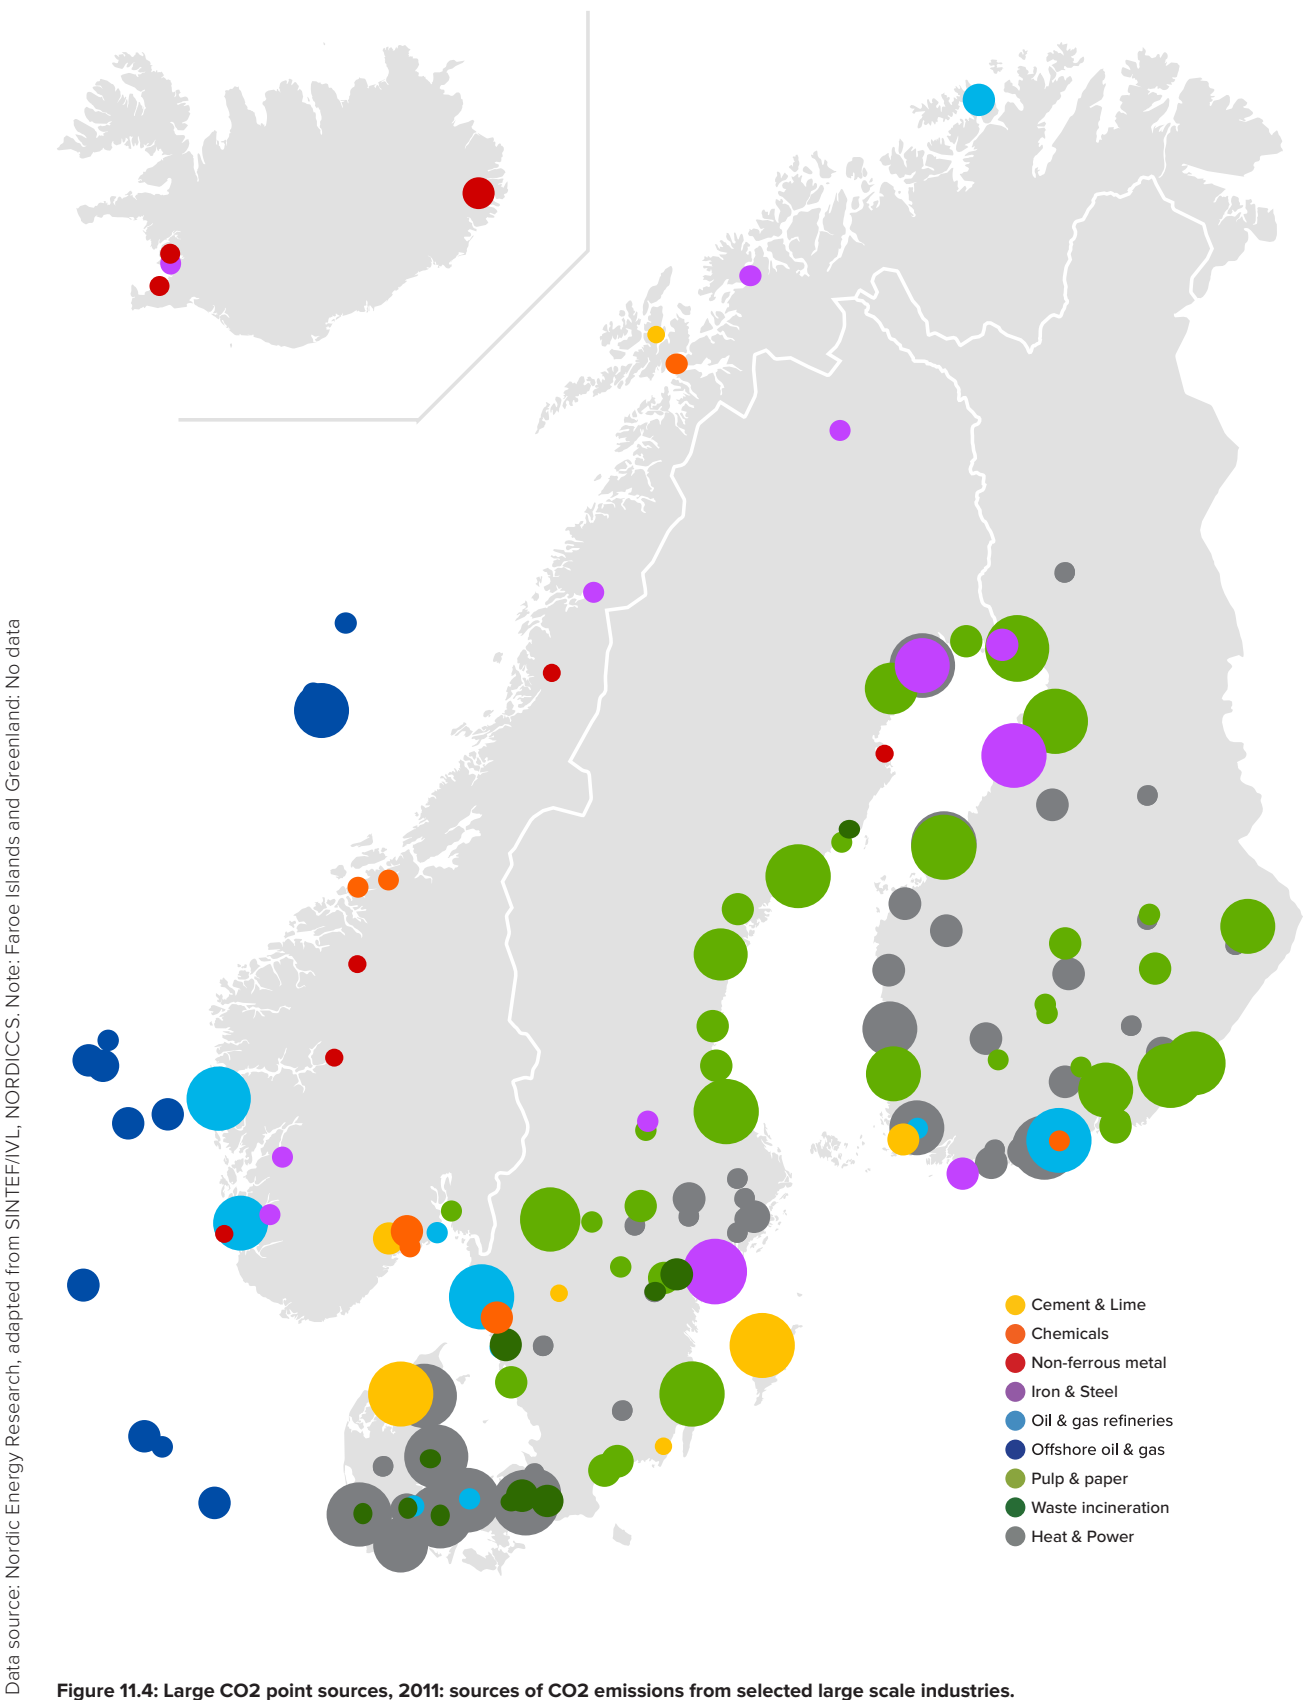 Data source: Nordic Energy Research, adapted from SINTEF/IVL, NORDICCS. Note: Faroe Islands and Greenland: No data
Cement & Lime
Chemicals
Non-ferrous metal
Iron & Steel
Oil & gas refineries
Offshore oil & gas
Pulp & paper
Waste incineration
Heat & Power
Figure 11.4: Large CO2 point sources, 2011: sources of CO2 emissions from selected large scale industries.